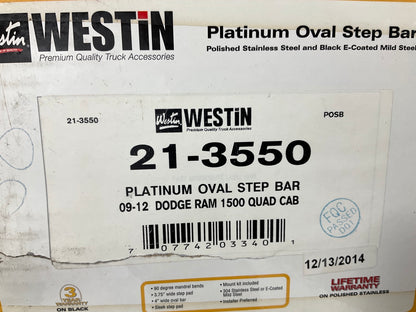 Westin
WESTiN
Premium Quality Truck Accessories
Platinum Oval Step Bar
Polished Stainless Steel and Black E-Coated Mild Steel
21-3550
Westin
WESTiN
Premium Quality Truck Accessories
POSB
21-3550
PLATINUM OVAL STEP BAR
09-12 DODGE RAM 1500 QUAD CAB
FQC
PASSED
001
7 07742 03340 1
12/13/2014
3
YEAR
WARRANTY
ON BLACK
• 90 degree mandrel bends
• 3.75" wide step pad
• 4" wide oval bar
• Sleek step pad
• Mount kit included
• 304 Stainless Steel or E-Coated
Mild Steel
• Installer Preferred
LIFETIME
WARRANTY
ON POLISHED STAINLESS